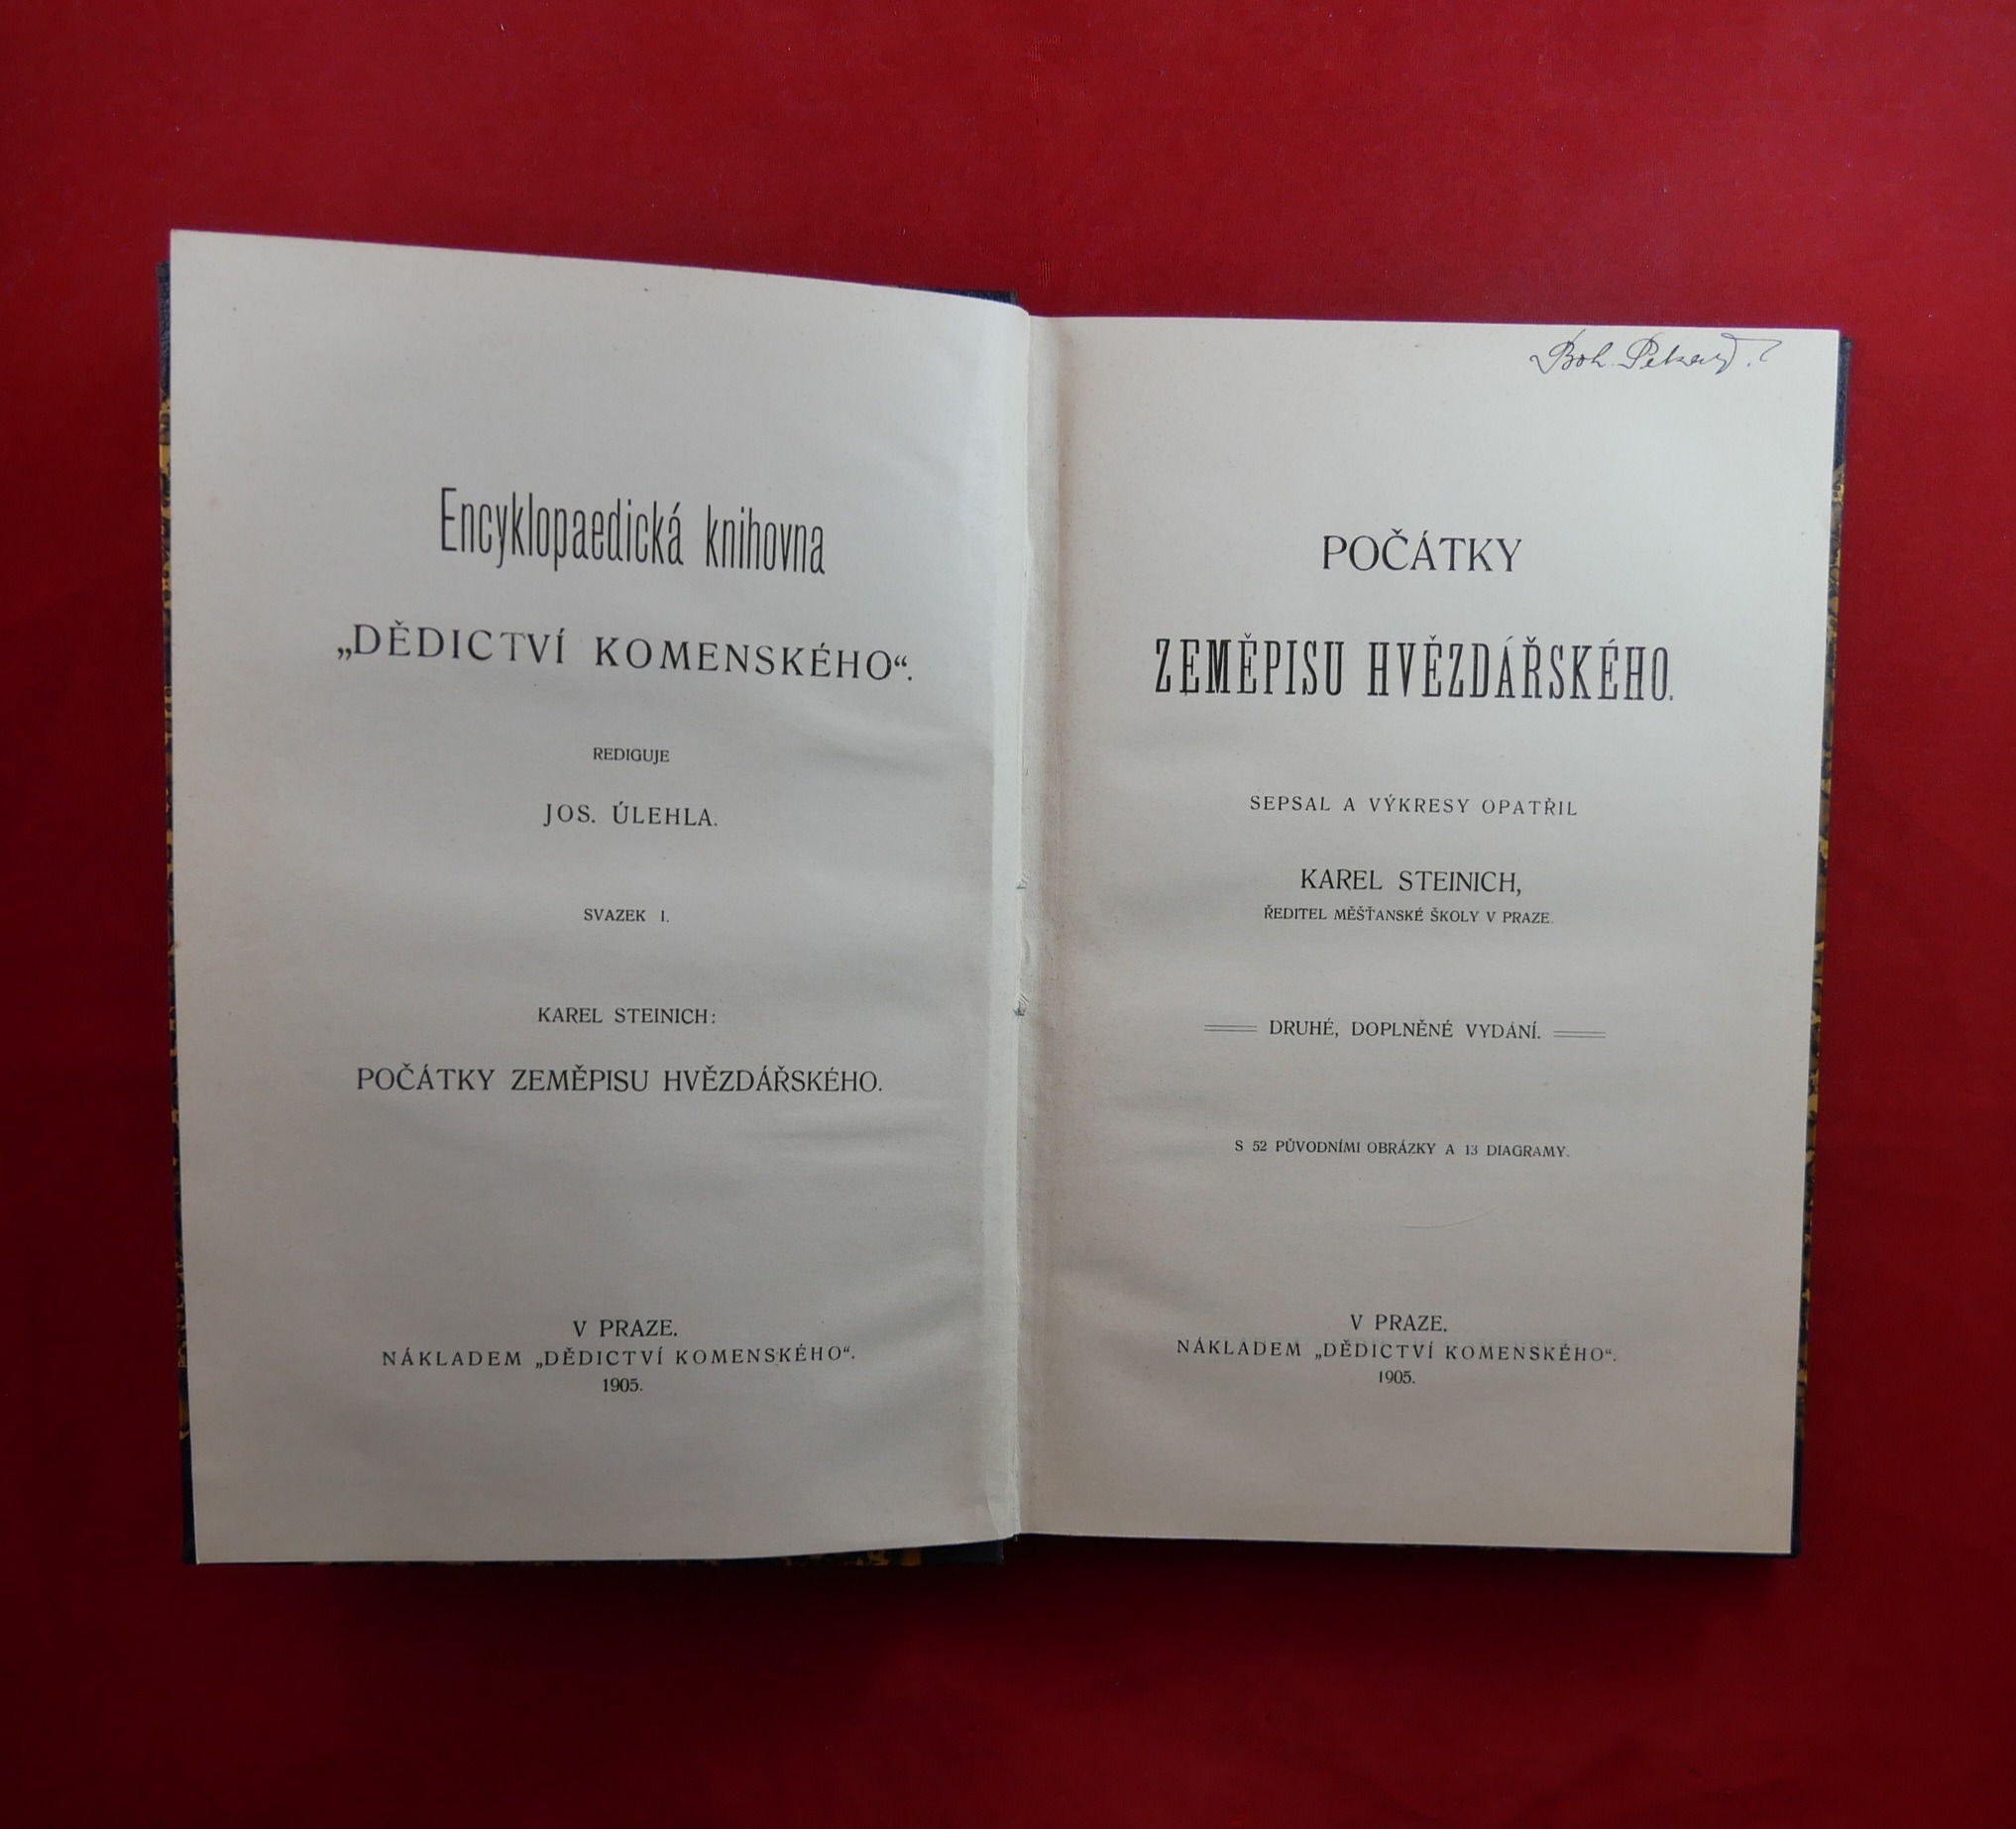 Encyklopaedická knihovna
„DĚDICTVÍ KOMENSKÉHO“.
REDIGUJE
JOS. ÚLEHLA.
SVAZEK I.
KAREL STEINICH:
POČÁTKY ZEMĚPISU HVĚZDÁŘSKÉHO.
V PRAZE.
NÁKLADEM „DĚDICTVÍ KOMENSKÉHO“.
1905.
Boh.
POČÁTKY
ZEMĚPISU HVĚZDÁŘSKÉHO.
SEPSAL A VÝKRESY OPATŘIL
KAREL STEINICH,
ŘEDITEL MĚŠŤANSKÉ ŠKOLY V PRAZE.
DRUHÉ, DOPLNĚNÉ VYDÁNÍ.
S 52 PŮVODNÍMI OBRÁZKY A 13 DIAGRAMY.
V PRAZE.
NÁKLADEM „DĚDICTVÍ KOMENSKÉHO“.
1905.